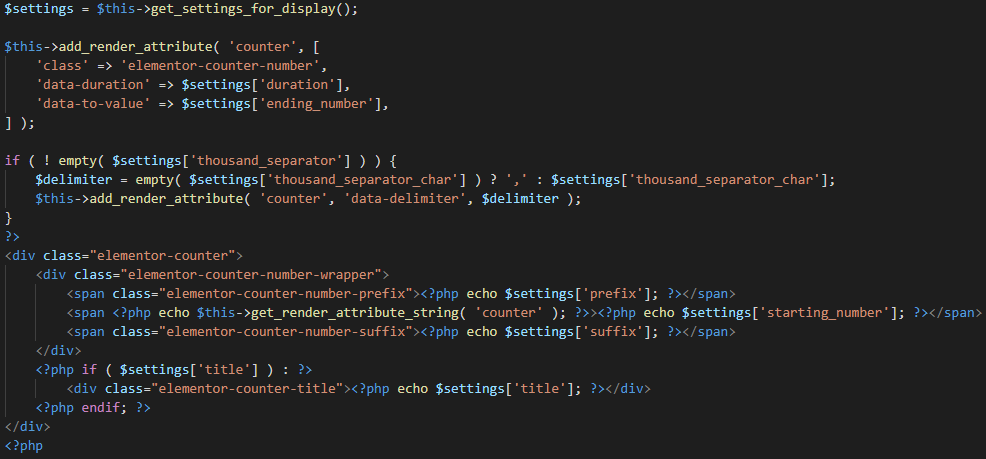 $settings = $this->get_settings_for_display();

$this->add_render_attribute( 'counter', [
    'class' => 'elementor-counter-number',
    'data-duration' => $settings['duration'],
    'data-to-value' => $settings['ending_number'],
] );

if ( ! empty( $settings['thousand_separator'] ) ) {
    $delimiter = empty( $settings['thousand_separator_char'] ) ? ',' : $settings['thousand_separator_char'];
    $this->add_render_attribute( 'counter', 'data-delimiter', $delimiter );
}
?>
<div class="elementor-counter">
    <div class="elementor-counter-number-wrapper">
        <span class="elementor-counter-number-prefix"><?php echo $settings['prefix']; ?></span>
        <span <?php echo $this->get_render_attribute_string( 'counter' ); ?>><?php echo $settings['starting_number']; ?></span>
        <span class="elementor-counter-number-suffix"><?php echo $settings['suffix']; ?></span>
    </div>
    <?php if ( $settings['title'] ) : ?>
        <div class="elementor-counter-title"><?php echo $settings['title']; ?></div>
    <?php endif; ?>
</div>
<?php